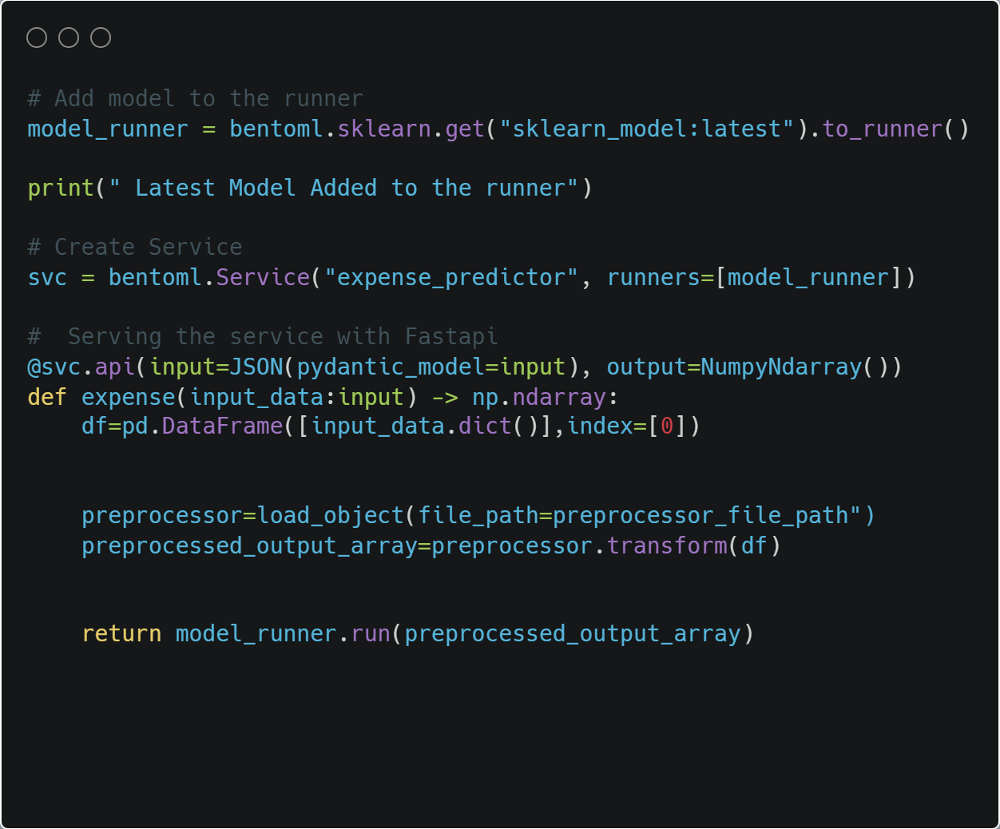 # Add model to the runner
model_runner = bentoml.sklearn.get("sklearn_model:latest").to_runner()
print(" Latest Model Added to the runner")
# Create Service
svc = bentoml.Service("expense_predictor", runners=[model_runner])
#  Serving the service with Fastapi
@svc.api(input=JSON(pydantic_model=input), output=NumpyNdarray())
def expense(input_data:input) -> np.ndarray:
    df=pd.DataFrame([input_data.dict()],index=[0])
    preprocessor=load_object(file_path=preprocessor_file_path")
    preprocessed_output_array=preprocessor.transform(df)
    return model_runner.run(preprocessed_output_array)